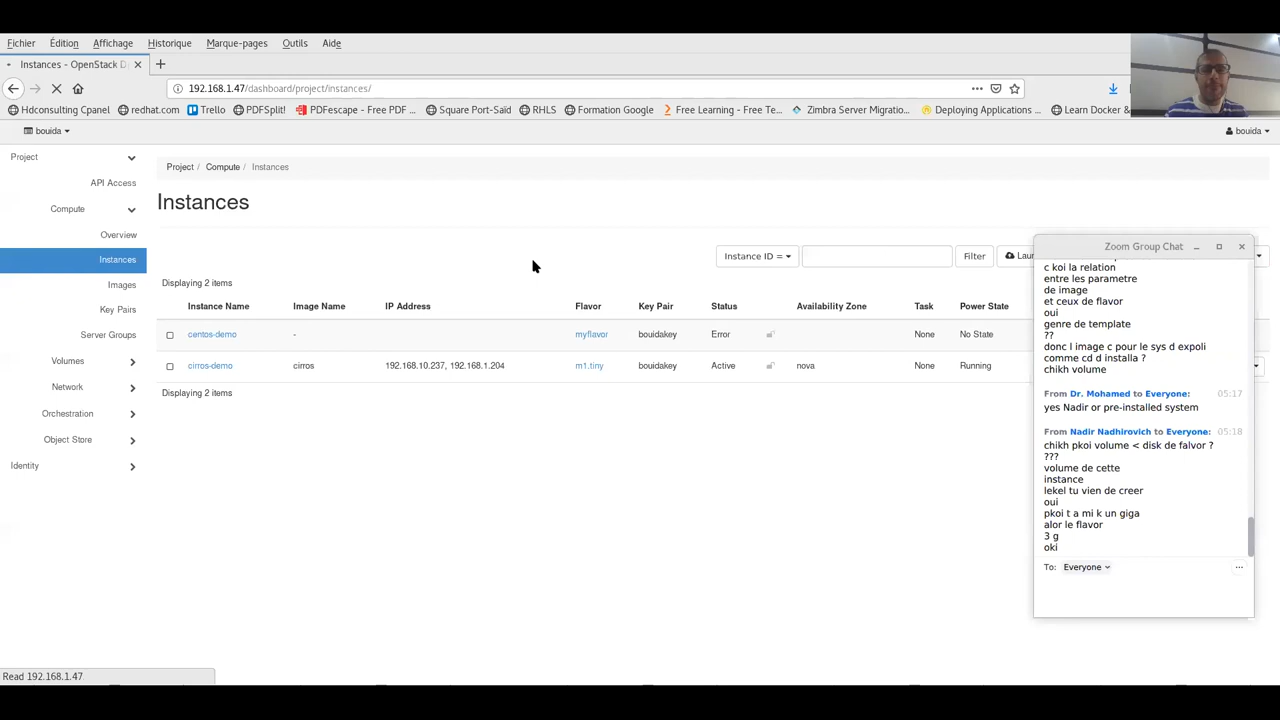 Fichier Édition Affichage Historique Marque-pages Outils Aide
Instances - OpenStack D
192.168.1.47/dashboard/project/instances/
Hdconsulting Cpanel redhat.com Trello PDFSplit! PDFescape - Free PDF ... Square Port-Saïd RHLS Formation Google Free Learning - Free Te... Zimbra Server Migratio... Deploying Applications ... Learn Docker &
bouida bouida
Project
API Access
Compute
Overview
Instances
Images
Key Pairs
Server Groups
Volumes
Network
Orchestration
Object Store
Identity
Project / Compute / Instances
Instances
Instance ID = Filter
Displaying 2 items
Instance Name Image Name IP Address Flavor Key Pair Status Availability Zone Task Power State
centos-demo - myflavor bouidakey Error None No State
cirros-demo cirros 192.168.10.237, 192.168.1.204 m1.tiny bouidakey Active nova None Running
Displaying 2 items
Zoom Group Chat
c koi la relation
entre les parametre
de image
et ceux de flavor
oui
genre de template
??
donc l image c pour le sys d expoli
comme cd d installa ?
chikh volume
From Dr. Mohamed to Everyone: 05:17
yes Nadir or pre-installed system
From Nadir Nadhirovich to Everyone: 05:18
chikh pkoi volume < disk de falvor ?
???
volume de cette
instance
lekel tu vien de creer
oui
pkoi t a mi k un giga
alor le flavor
3 g
oki
To: Everyone
Read 192.168.1.47